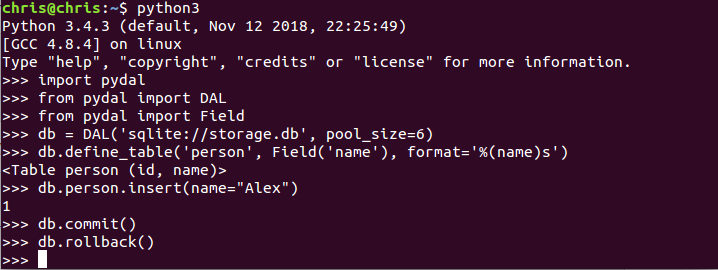 chris@chris:~$ python3
Python 3.4.3 (default, Nov 12 2018, 22:25:49)
[GCC 4.8.4] on linux
Type "help", "copyright", "credits" or "license" for more information.
>>> import pydal
>>> from pydal import DAL
>>> from pydal import Field
>>> db = DAL('sqlite://storage.db', pool_size=6)
>>> db.define_table('person', Field('name'), format='%(name)s')
<Table person (id, name)>
>>> db.person.insert(name="Alex")
1
>>> db.commit()
>>> db.rollback()
>>>